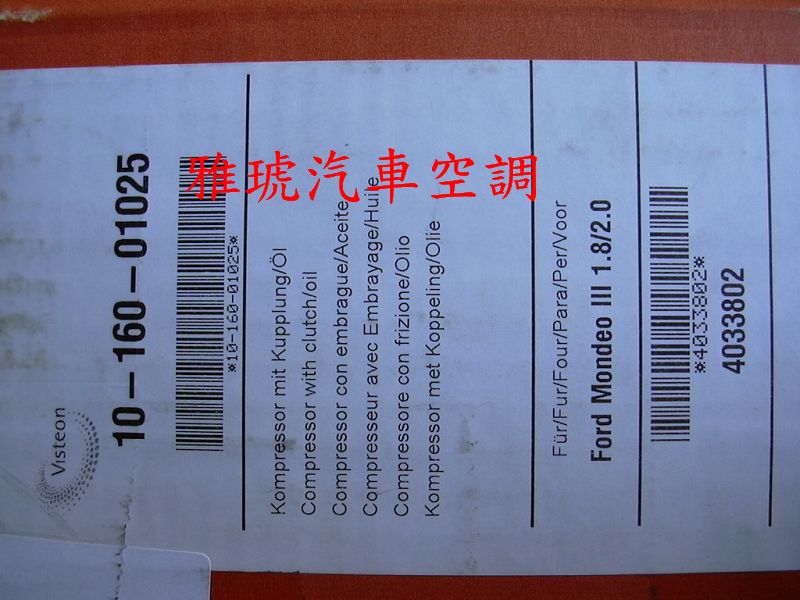 雅琥汽車空調
Visteon
10-160-01025
*10-160-01025*
Kompressor mit Kupplung/Öl
Compressor with clutch/oil
Compressor con embrague/Aceite
Compresseur avec Embrayage/Huile
Compressore con frizione/Olio
Kompressor met Koppeling/Olie
Für/Fur/Four/Para/Per/Voor
Ford Mondeo III 1.8/2.0
*4033802*
4033802